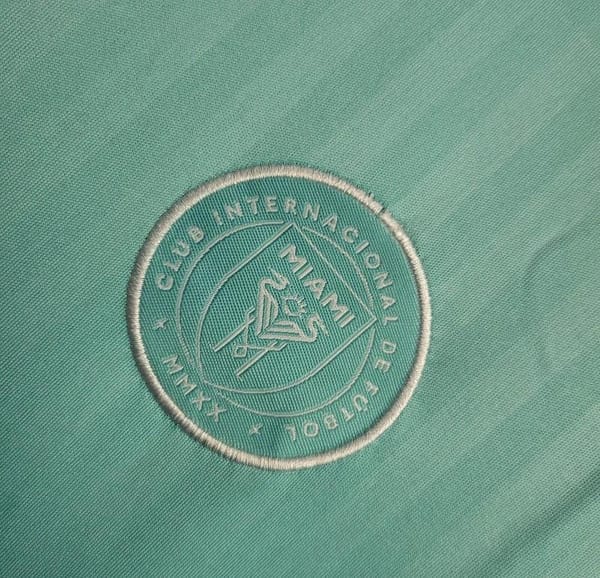 CLUB INTERNACIONAL DE FÚTBOL
MIAMI
MMXX